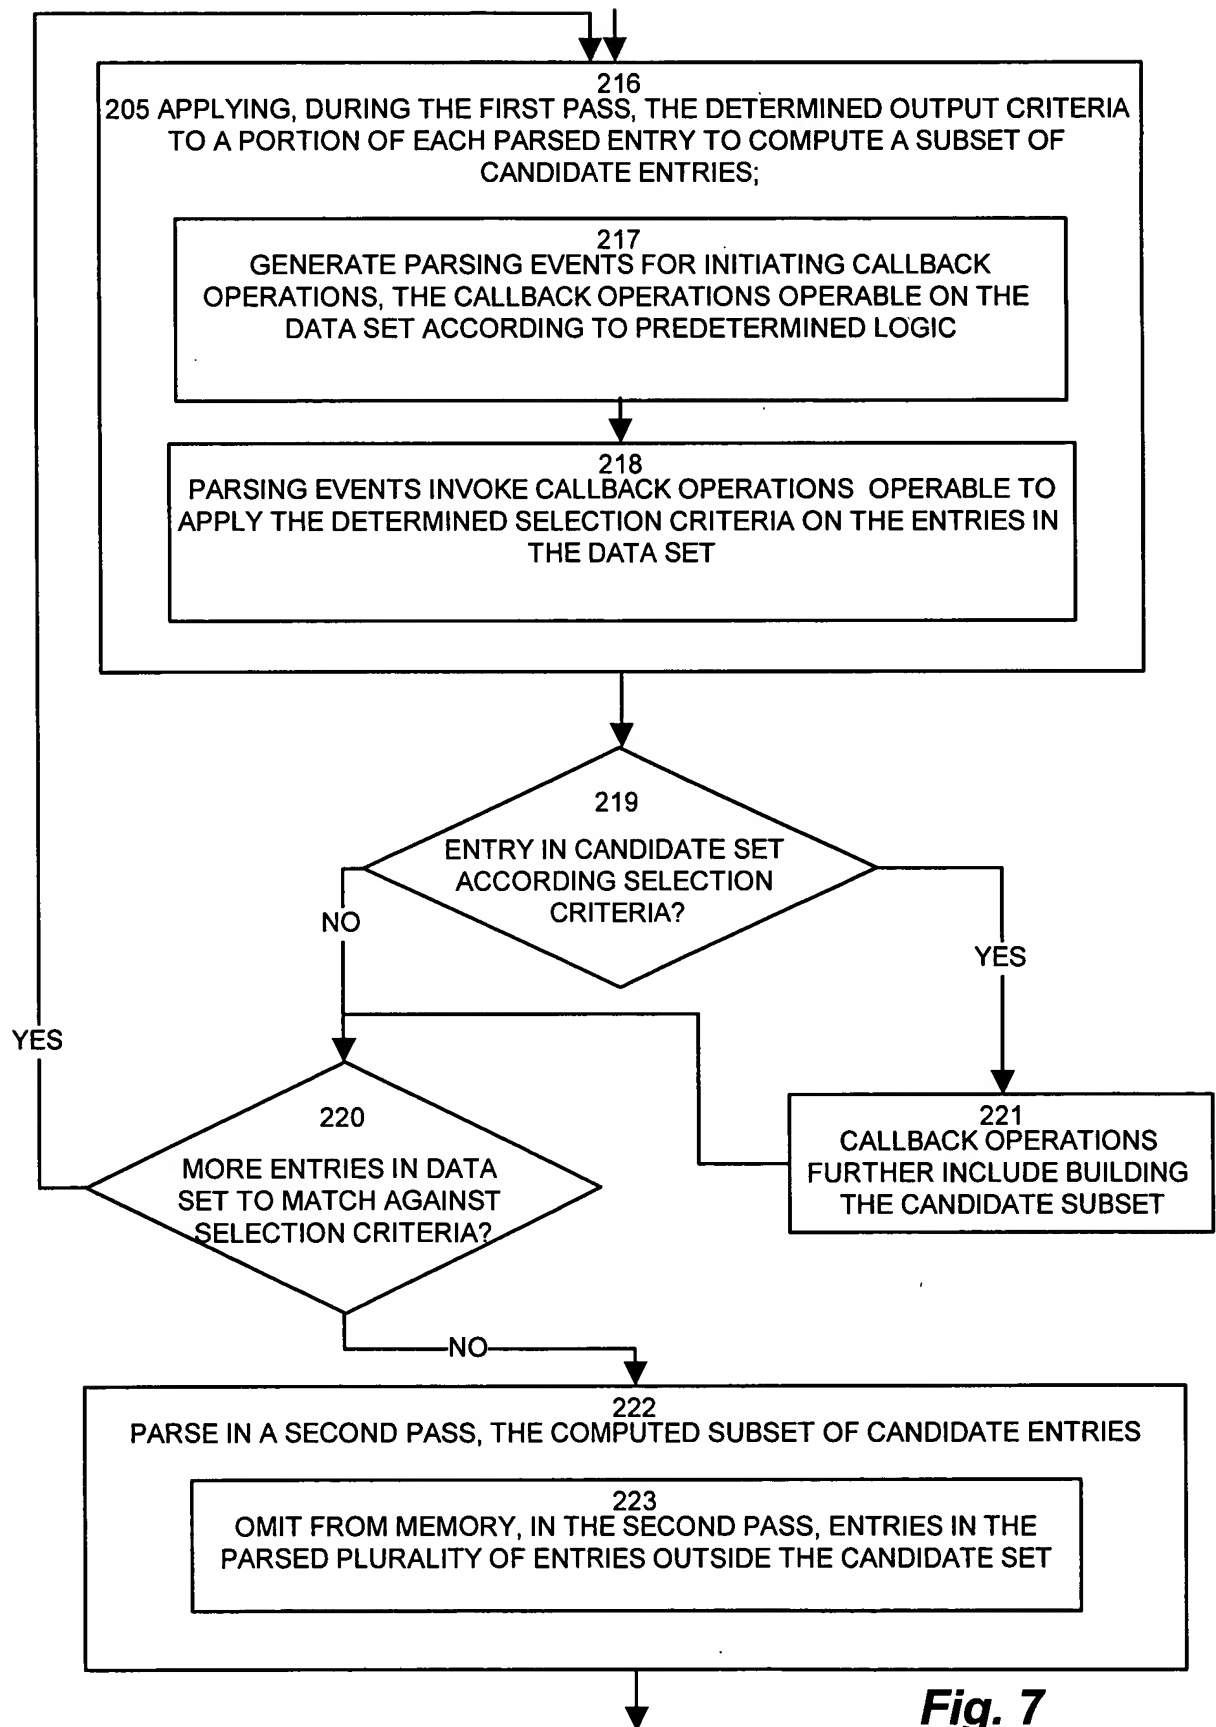 216
205 APPLYING, DURING THE FIRST PASS, THE DETERMINED OUTPUT CRITERIA
TO A PORTION OF EACH PARSED ENTRY TO COMPUTE A SUBSET OF
CANDIDATE ENTRIES;
217
GENERATE PARSING EVENTS FOR INITIATING CALLBACK
OPERATIONS, THE CALLBACK OPERATIONS OPERABLE ON THE
DATA SET ACCORDING TO PREDETERMINED LOGIC
218
PARSING EVENTS INVOKE CALLBACK OPERATIONS OPERABLE TO
APPLY THE DETERMINED SELECTION CRITERIA ON THE ENTRIES IN
THE DATA SET
219
ENTRY IN CANDIDATE SET
ACCORDING SELECTION
CRITERIA?
NO
YES
YES
220
MORE ENTRIES IN DATA
SET TO MATCH AGAINST
SELECTION CRITERIA?
221
CALLBACK OPERATIONS
FURTHER INCLUDE BUILDING
THE CANDIDATE SUBSET
NO
222
PARSE IN A SECOND PASS, THE COMPUTED SUBSET OF CANDIDATE ENTRIES
223
OMIT FROM MEMORY, IN THE SECOND PASS, ENTRIES IN THE
PARSED PLURALITY OF ENTRIES OUTSIDE THE CANDIDATE SET
Fig. 7